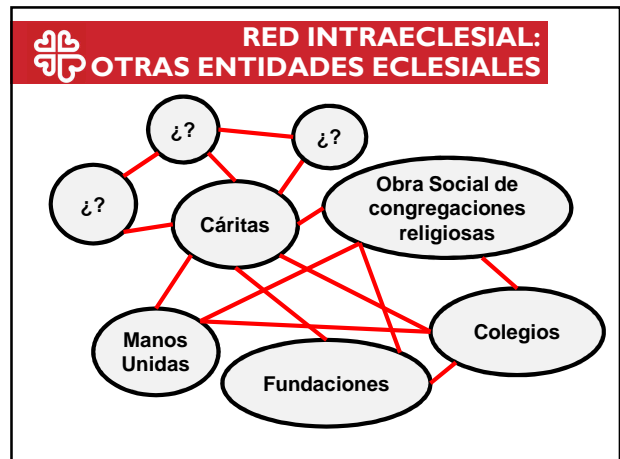 RED INTRAECLESIAL:
OTRAS ENTIDADES ECLESIALES
¿?
¿?
¿?
Cáritas
Obra Social de
congregaciones
religiosas
Manos
Unidas
Fundaciones
Colegios